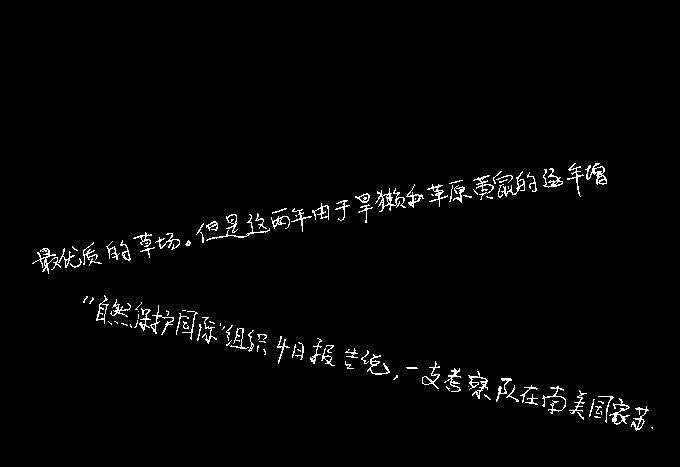 最优质的草场。但是这两年由于旱獭和草原黄鼠的逐年增
“自然保护国际”组织4日报告说，一支考察队在南美国家苏